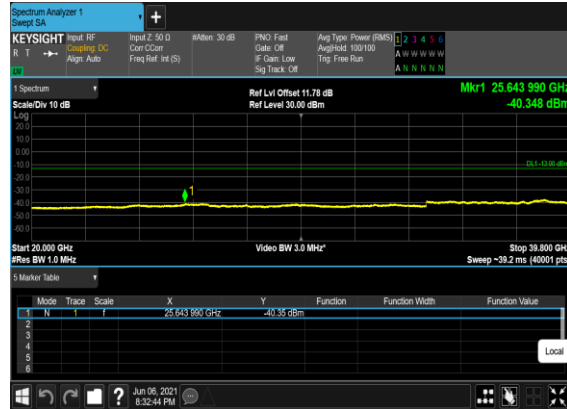 Spectrum Analyzer 1
Swept SA
+
KEYSIGHT Input: RF Input Z: 50 Ω #Atten: 30 dB PNO: Fast Avg Type: Power (RMS) 1 2 3 4 5 6
R T Coupling: DC Corr CCorr Gate: Off Avg|Hold: 100/100 A W W W W W
Align: Auto Freq Ref: Int (S) IF Gain: Low Trig: Free Run
Sig Track: Off A N N N N N
1 Spectrum
Ref Lvl Offset 11.78 dB Mkr1 25.643 990 GHz
Scale/Div 10 dB Ref Level 30.00 dBm -40.348 dBm
Log
20.0
10.0
0.00
-10.0
DL1 -13.00 dBm
-20.0
-30.0
1
-40.0
-50.0
-60.0
Start 20.000 GHz Video BW 3.0 MHz* Stop 39.800 GHz
#Res BW 1.0 MHz Sweep ~39.2 ms (40001 pts)
5 Marker Table
Mode Trace Scale X Y Function Function Width Function Value
1 N 1 f 25.643 990 GHz -40.35 dBm
2
3
4
5
6
Local
? Jun 06, 2021
8:32:44 PM